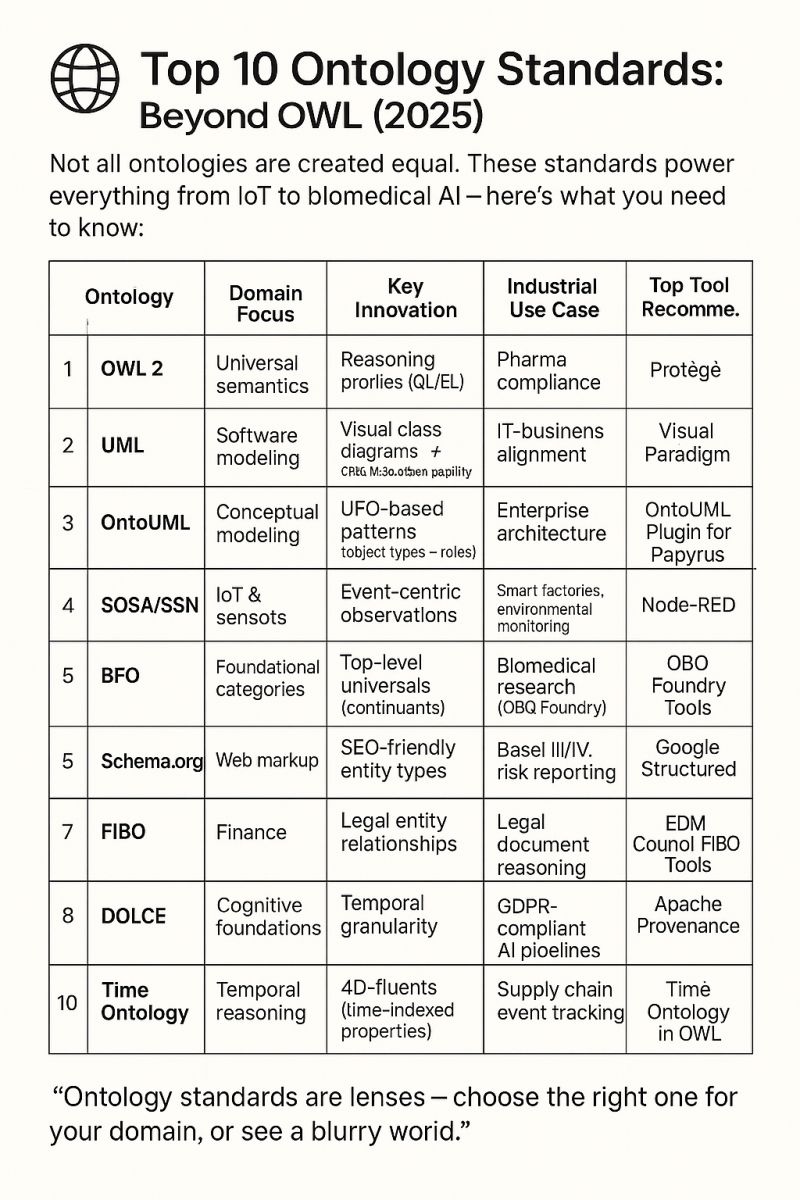 Top 10 Ontology Standards:
Beyond OWL (2025)
Not all ontologies are created equal. These standards power
everything from IoT to blomedical AI – here's what you need
to know:
Ontology
Domain
Focus
Key
Innovation
Industrial
Use Case
Top Tool
Recomme.
1
OWL 2
Universal
semantics
Reasoning
prorlies (QL/EL)
Pharma
compliance
Protègè
2
UML
Software
modeling
Visual class
diagrams +
IT-businens
alignment
Visual
Paradigm
3
OntoUML
Conceptual
modeling
UFO-based
patterns
tobject types – roles)
Enterprise
architecture
OntoUML
Plugin for
Papyrus
4
SOSA/SSN
IoT &
sensots
Event-centric
observatlons
Smart factories,
environmental
monitoring
Node-RED
5
BFO
Foundational
categories
Top-level
universals
(continuants)
Blomedical
research
(OBQ Foundry)
OBO
Foundry
Tools
5
Schema.org
Web markup
SEO-friendly
entity types
Basel III/IV.
risk reporting
Google
Structured
7
FIBO
Finance
Legal entity
relationships
Legal
document
reasoning
EDM
Counol FIBO
Tools
8
DOLCE
Cognitive
foundations
Temporal
granularity
GDPR-
compliant
AI pioelines
Apache
Provenance
10
Time
Ontology
Temporal
reasoning
4D-fluents
(time-indexed
properties)
Supply chain
event tracking
Timè
Ontology
in OWL
“Ontology standards are lenses – choose the right one for
your domain, or see a blurry world.”